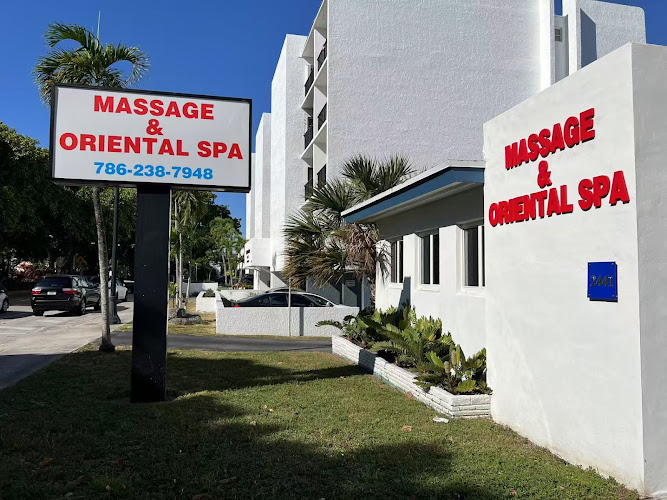 MASSAGE
&
ORIENTAL SPA
786-238-7948
MASSAGE
&
ORIENTAL SPA